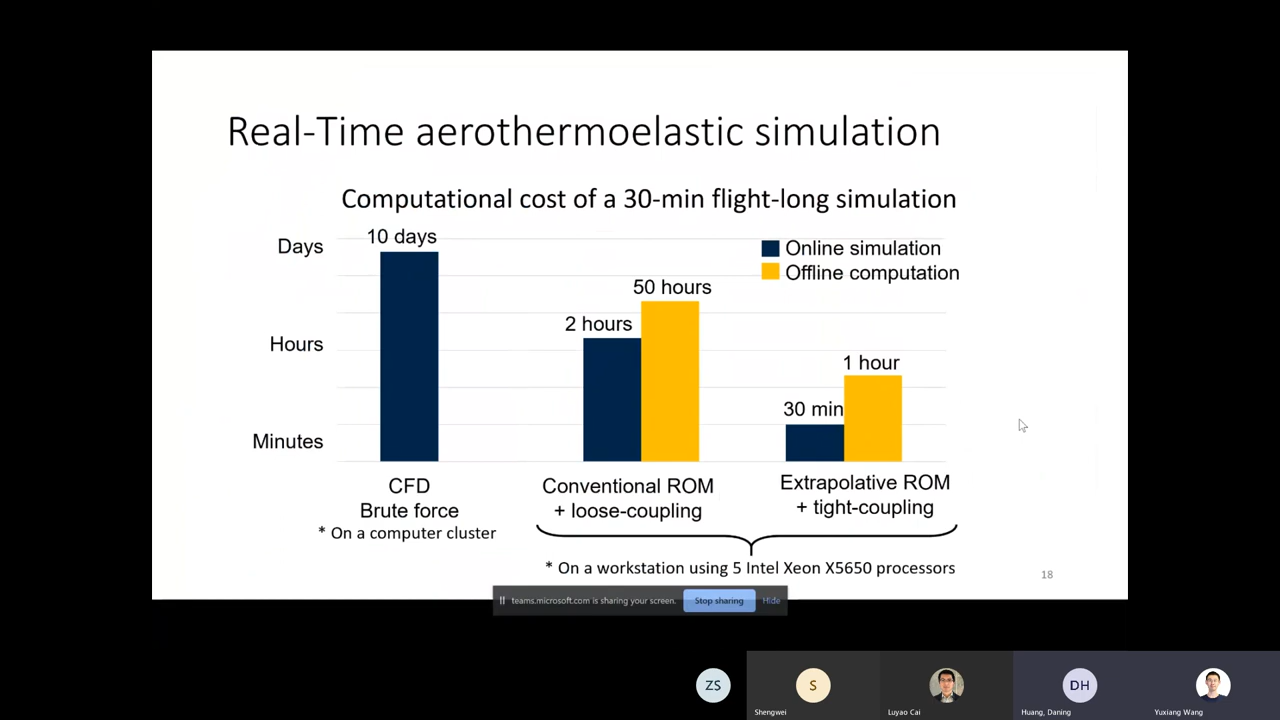 Real-Time aerothermoelastic simulation
Computational cost of a 30-min flight-long simulation
Days
Hours
Minutes
10 days
2 hours
50 hours
30 min
1 hour
Online simulation
Offline computation
CFD
Brute force
* On a computer cluster
Conventional ROM
+ loose-coupling
Extrapolative ROM
+ tight-coupling
* On a workstation using 5 Intel Xeon X5650 processors
18
teams.microsoft.com is sharing your screen.
Stop sharing
Hide
ZS
S
Shengwei
Luyao Cai
DH
Huang, Daning
Yuxiang Wang